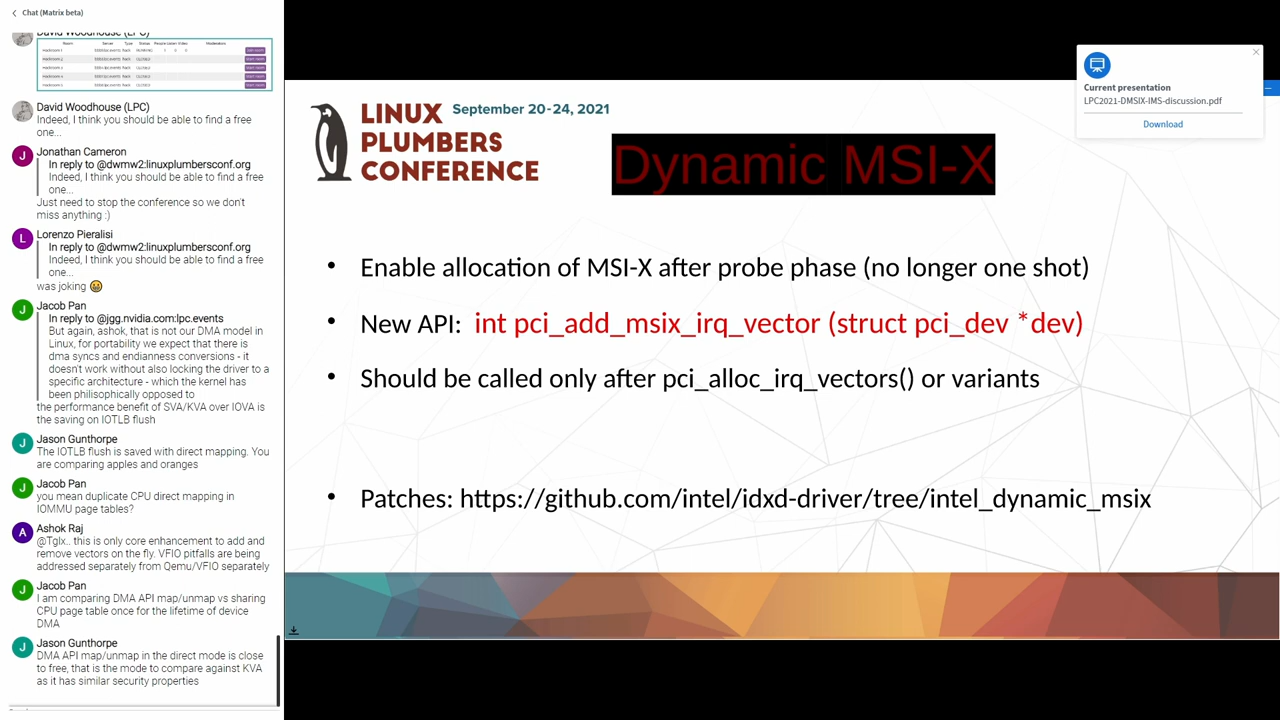 Chat (Matrix beta)
David Woodhouse (LPC)
David Woodhouse (LPC)
Indeed, I think you should be able to find a free
one...
J
Jonathan Cameron
In reply to @dwmw2:linuxplumbersconf.org
Indeed, I think you should be able to find a free
one...
Just need to stop the conference so we don't
miss anything :)
L
Lorenzo Pieralisi
In reply to @dwmw2:linuxplumbersconf.org
Indeed, I think you should be able to find a free
one...
was joking 😀
J
Jacob Pan
In reply to @jgg.nvidia.com:lpc.events
But again, ashok, that is not our DMA model in
Linux, for portability we expect that there is
dma syncs and endianness conversions - it
doesn't work without also locking the driver to a
specific architecture - which the kernel has
been philisophically opposed to
the performance benefit of SVA/KVA over IOVA is
the saving on IOTLB flush
J
Jason Gunthorpe
The IOTLB flush is saved with direct mapping. You
are comparing apples and oranges
J
Jacob Pan
you mean duplicate CPU direct mapping in
IOMMU page tables?
A
Ashok Raj
@Tglx.. this is only core enhancement to add and
remove vectors on the fly. VFIO pitfalls are being
addressed separately from Qemu/VFIO separately
J
Jacob Pan
I am comparing DMA API map/unmap vs sharing
CPU page table once for the lifetime of device
DMA
J
Jason Gunthorpe
DMA API map/unmap in the direct mode is close
to free, that is the mode to compare against KVA
as it has similar security properties
LINUX
PLUMBERS
CONFERENCE
September 20-24, 2021
Dynamic MSI-X
• Enable allocation of MSI-X after probe phase (no longer one shot)
• New API: int pci_add_msix_irq_vector (struct pci_dev *dev)
• Should be called only after pci_alloc_irq_vectors() or variants
• Patches: https://github.com/intel/idxd-driver/tree/intel_dynamic_msix
Current presentation
LPC2021-DMSIX-IMS-discussion.pdf
Download